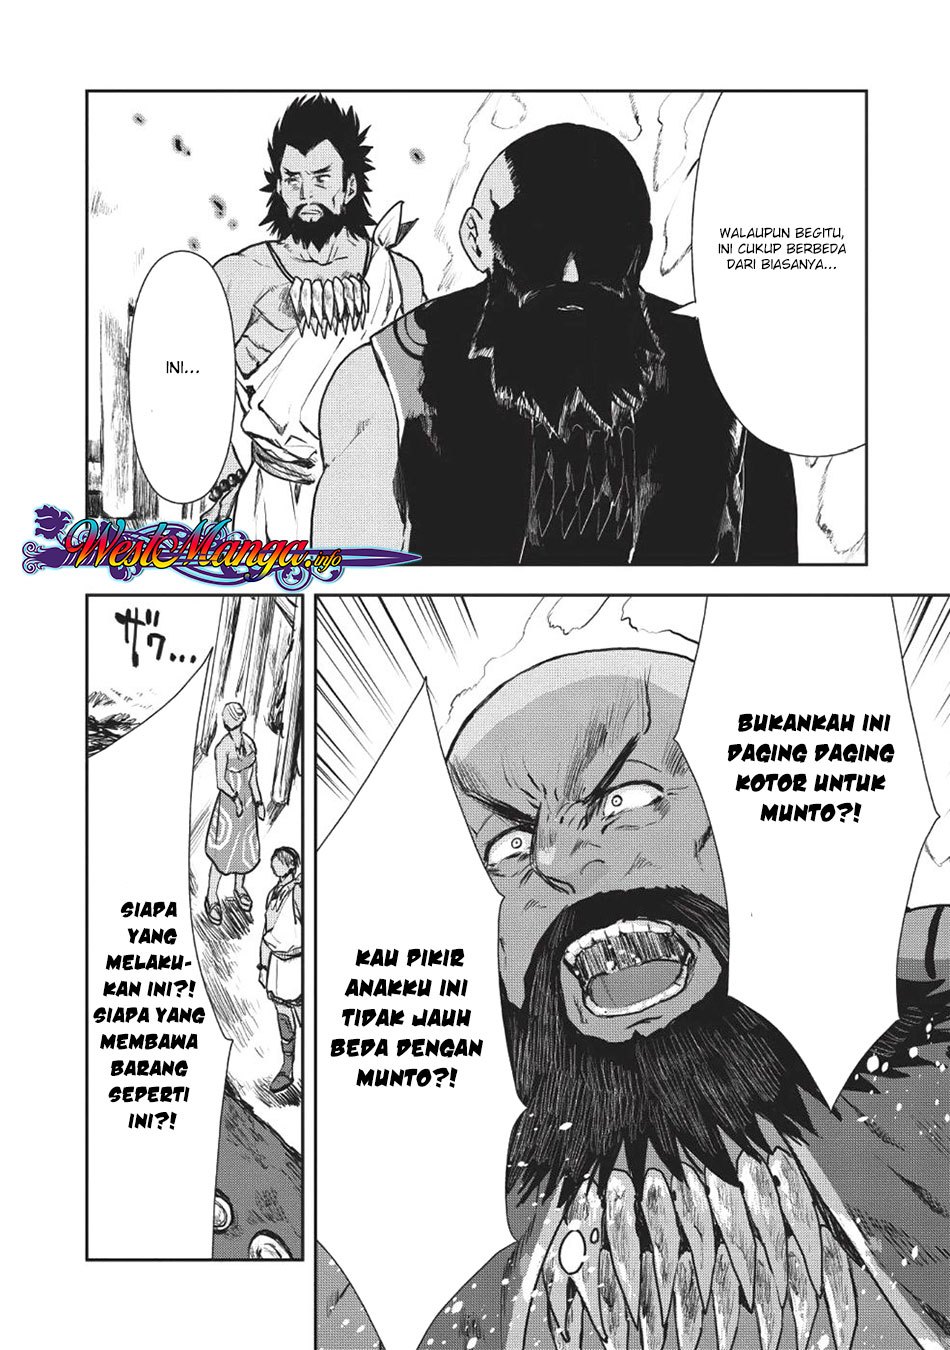 WALAUPUN BEGITU,
INI CUKUP BERBEDA
DARI BIASANYA...
INI...
WestManga.info
BUKANKAH INI
DAGING DAGING
KOTOR UNTUK
MUNTO?!
KAU PIKIR
ANAKKU INI
TIDAK JAUH
BEDA DENGAN
MUNTO?!
ザワ...
SIAPA
YANG
MELAKU-
KAN INI?!
SIAPA YANG
MEMBAWA
BARANG
SEPERTI
INI?!